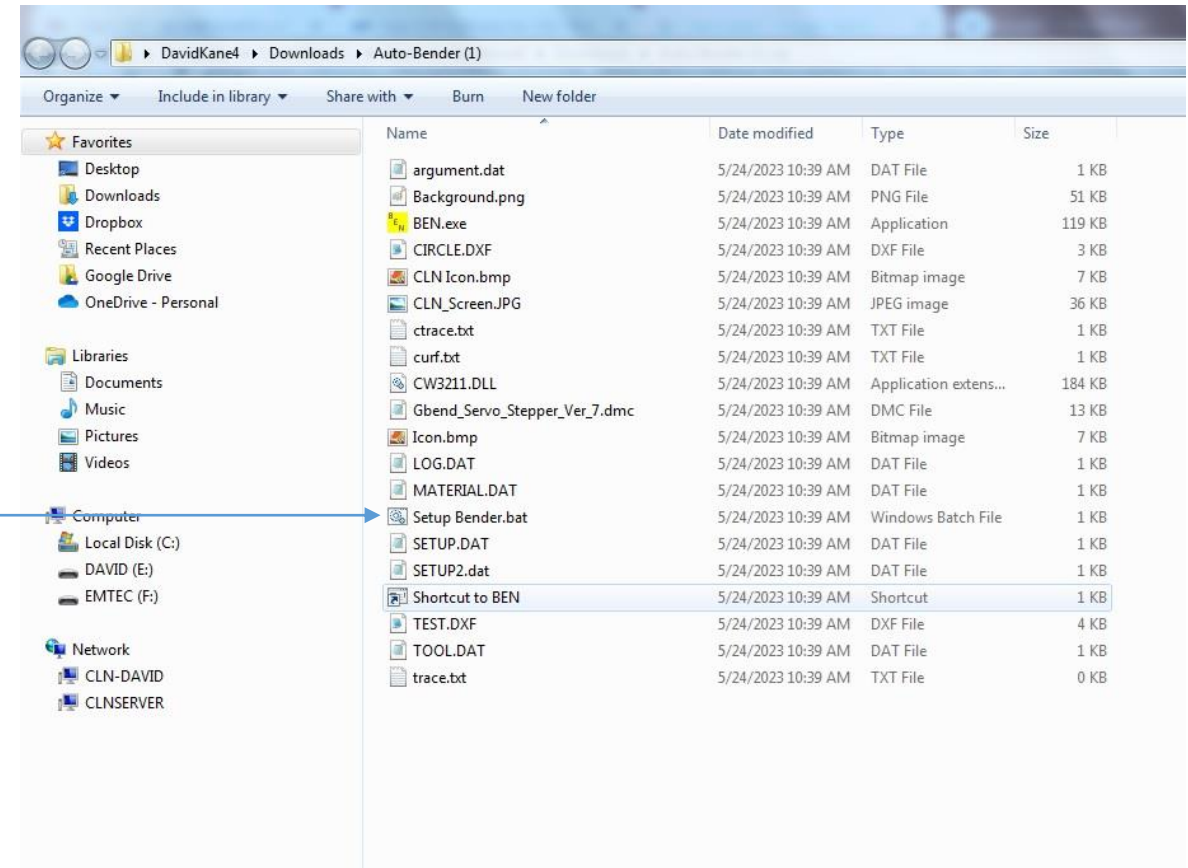 DavidKane4 ▸ Downloads ▸ Auto-Bender (1)
Organize Include in library Share with Burn New folder
Favorites
Desktop
Downloads
Dropbox
Recent Places
Google Drive
OneDrive - Personal
Libraries
Documents
Music
Pictures
Videos
Computer
Local Disk (C:)
DAVID (E:)
EMTEC (F:)
Network
CLN-DAVID
CLNSERVER
Name Date modified Type Size
argument.dat 5/24/2023 10:39 AM DAT File 1 KB
Background.png 5/24/2023 10:39 AM PNG File 51 KB
BEN BEN.exe 5/24/2023 10:39 AM Application 119 KB
CIRCLE.DXF 5/24/2023 10:39 AM DXF File 3 KB
CLN Icon.bmp 5/24/2023 10:39 AM Bitmap image 7 KB
CLN_Screen.JPG 5/24/2023 10:39 AM JPEG image 36 KB
ctrace.txt 5/24/2023 10:39 AM TXT File 1 KB
curf.txt 5/24/2023 10:39 AM TXT File 1 KB
CW3211.DLL 5/24/2023 10:39 AM Application extens... 184 KB
Gbend_Servo_Stepper_Ver_7.dmc 5/24/2023 10:39 AM DMC File 13 KB
Icon.bmp 5/24/2023 10:39 AM Bitmap image 7 KB
LOG.DAT 5/24/2023 10:39 AM DAT File 1 KB
MATERIAL.DAT 5/24/2023 10:39 AM DAT File 1 KB
Setup Bender.bat 5/24/2023 10:39 AM Windows Batch File 1 KB
SETUP.DAT 5/24/2023 10:39 AM DAT File 1 KB
SETUP2.dat 5/24/2023 10:39 AM DAT File 1 KB
Shortcut to BEN 5/24/2023 10:39 AM Shortcut 1 KB
TEST.DXF 5/24/2023 10:39 AM DXF File 4 KB
TOOL.DAT 5/24/2023 10:39 AM DAT File 1 KB
trace.txt 5/24/2023 10:39 AM TXT File 0 KB